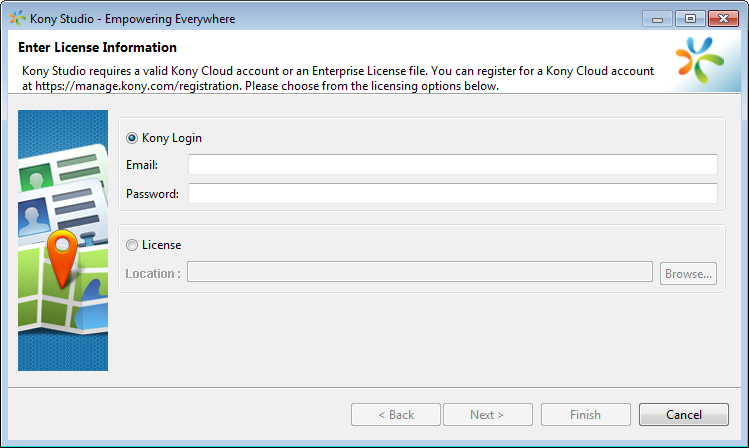 Kony Studio - Empowering Everywhere
Enter License Information
Kony Studio requires a valid Kony Cloud account or an Enterprise License file. You can register for a Kony Cloud account
at https://manage.kony.com/registration. Please choose from the licensing options below.
Kony Login
Email:
Password:
License
Location :
Browse...
< Back
Next >
Finish
Cancel